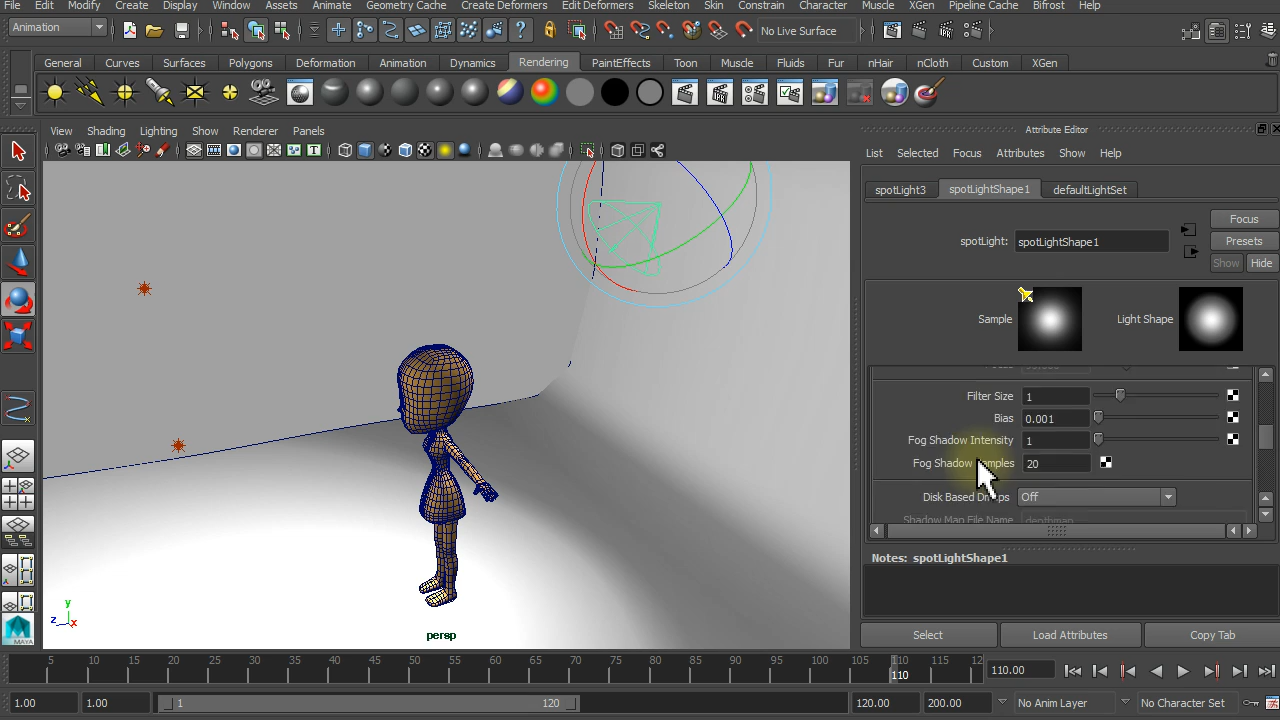 File Edit Modify Create Display Window Assets Animate Geometry Cache Create Deformers Edit Deformers Skeleton Skin Constrain Character Muscle XGen Pipeline Cache Bifrost Help
Animation No Live Surface
General Curves Surfaces Polygons Deformation Animation Dynamics Rendering PaintEffects Toon Muscle Fluids Fur nHair nCloth Custom XGen
View Shading Lighting Show Renderer Panels
Attribute Editor
List Selected Focus Attributes Show Help
spotLight3 spotLightShape1 defaultLightSet
spotLight: spotLightShape1
Focus
Presets
Show Hide
Sample Light Shape
Filter Size 1
Bias 0.001
Fog Shadow Intensity 1
Fog Shadow Samples 20
Disk Based Dmaps Off
Shadow Map File Name depthmap
Notes: spotLightShape1
Select Load Attributes Copy Tab
y
z x
persp
MAYA
5 10 15 20 25 30 35 40 45 50 55 60 65 70 75 80 85 90 95 100 105 110 115 12
110
110.00
1.00 1.00 1 120 120.00 200.00 No Anim Layer No Character Set